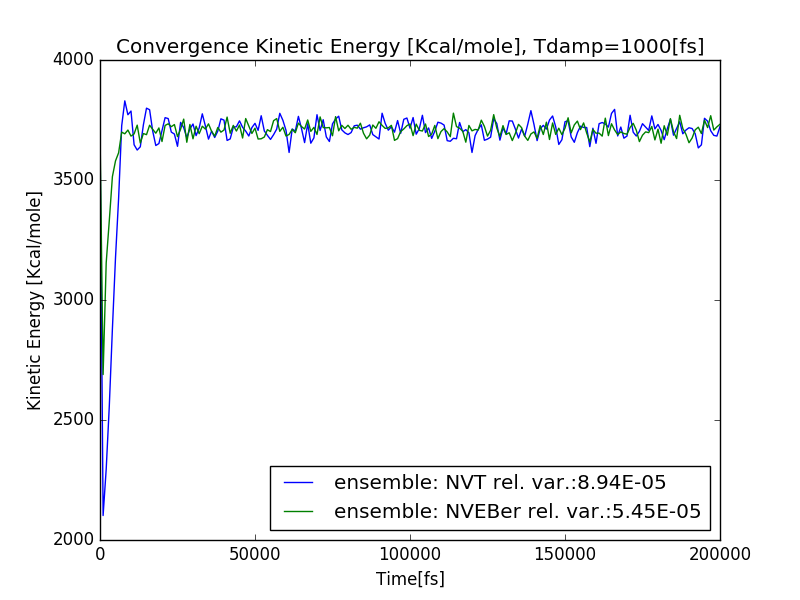 Convergence Kinetic Energy [Kcal/mole], Tdamp=1000[fs]
4000
3500
3000
2500
2000
Kinetic Energy [Kcal/mole]
ensemble: NVT rel. var.:8.94E-05
ensemble: NVEBer rel. var.:5.45E-05
0 50000 100000 150000 200000
Time[fs]